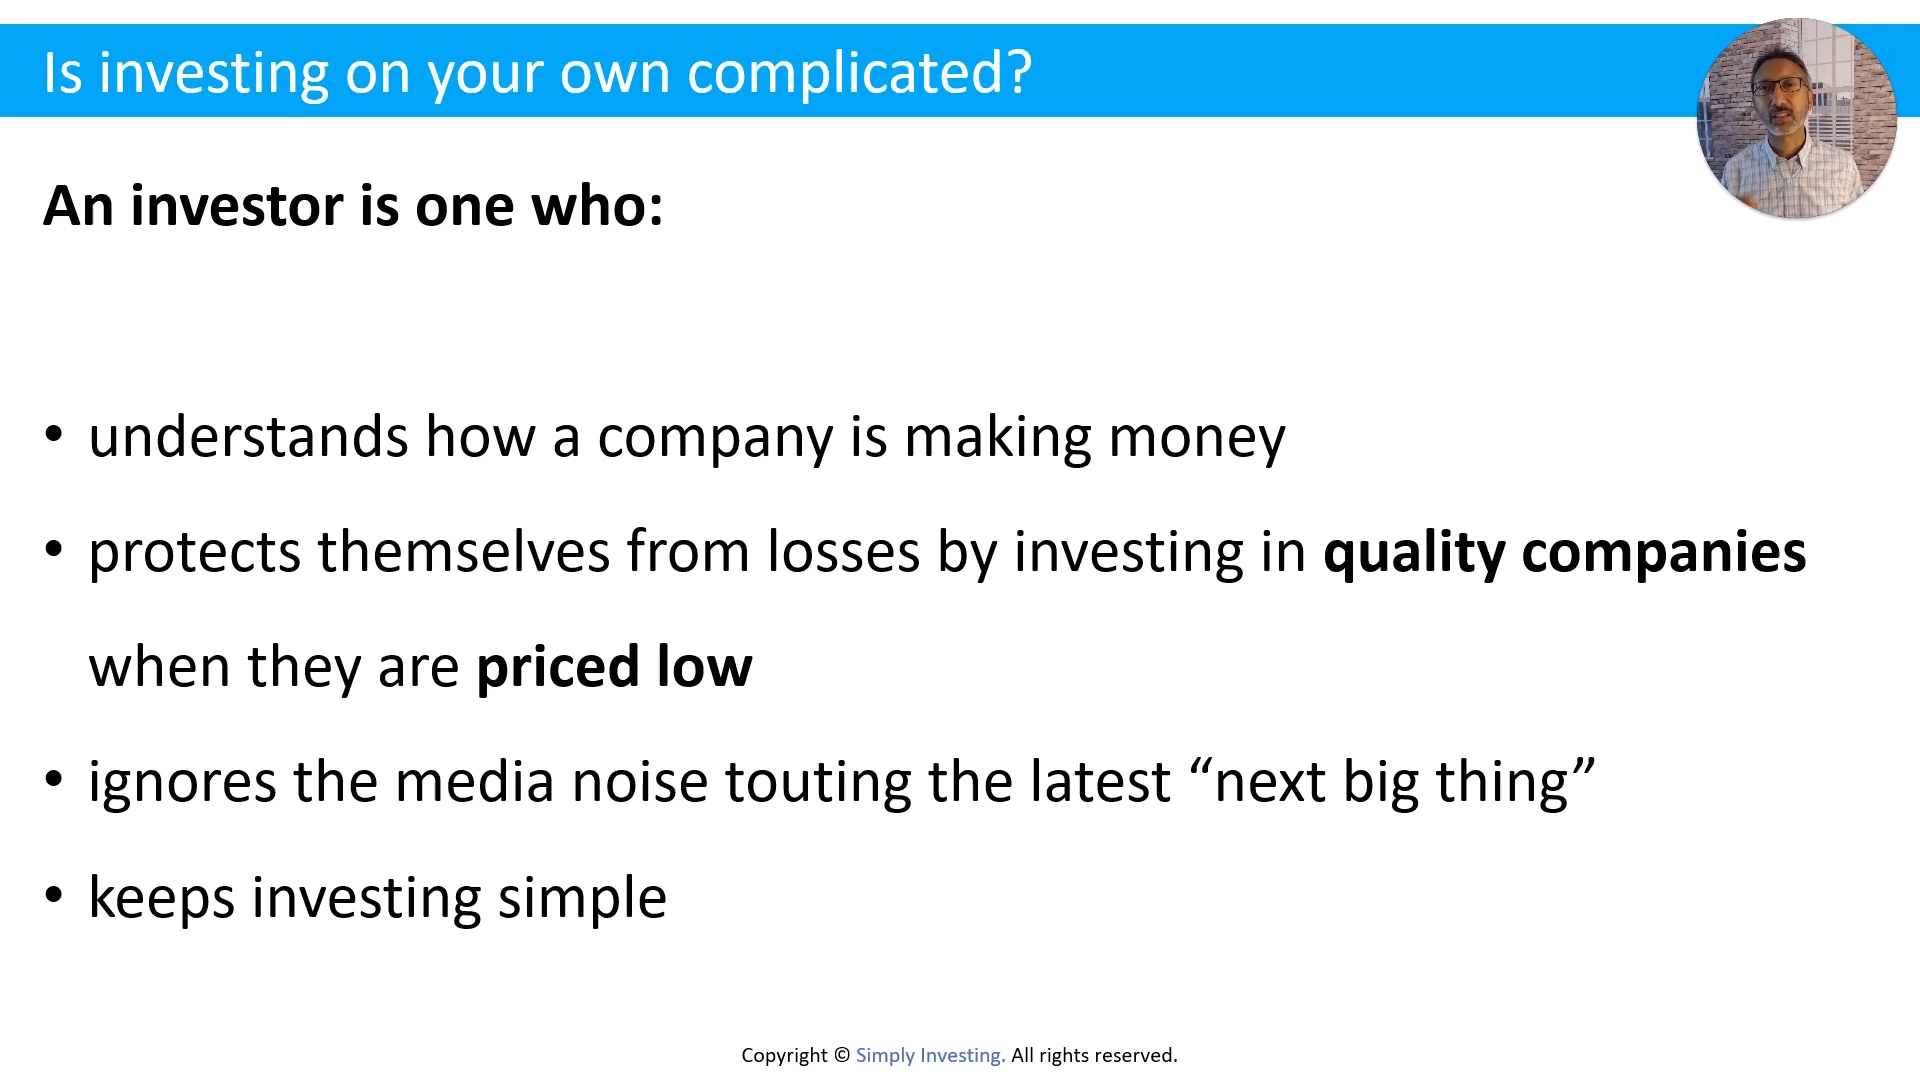 Is investing on your own complicated?
An investor is one who:
• understands how a company is making money
• protects themselves from losses by investing in quality companies
when they are priced low
• ignores the media noise touting the latest “next big thing”
• keeps investing simple
Copyright © Simply Investing. All rights reserved.